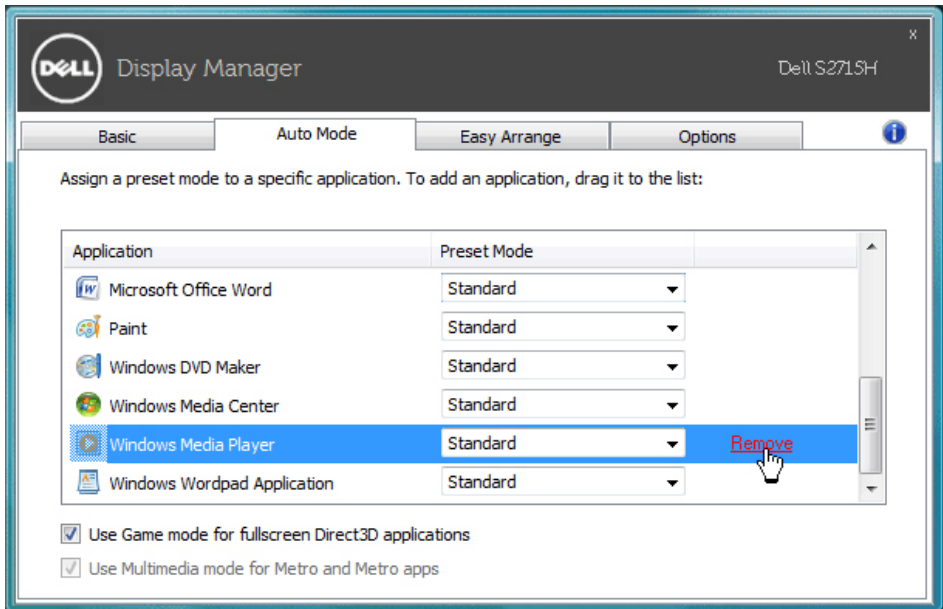 DELL Display Manager Dell S2715H x
Basic Auto Mode Easy Arrange Options i
Assign a preset mode to a specific application. To add an application, drag it to the list:
Application Preset Mode
Microsoft Office Word Standard
Paint Standard
Windows DVD Maker Standard
Windows Media Center Standard
Windows Media Player Standard Remove
Windows Wordpad Application Standard
Use Game mode for fullscreen Direct3D applications
Use Multimedia mode for Metro and Metro apps